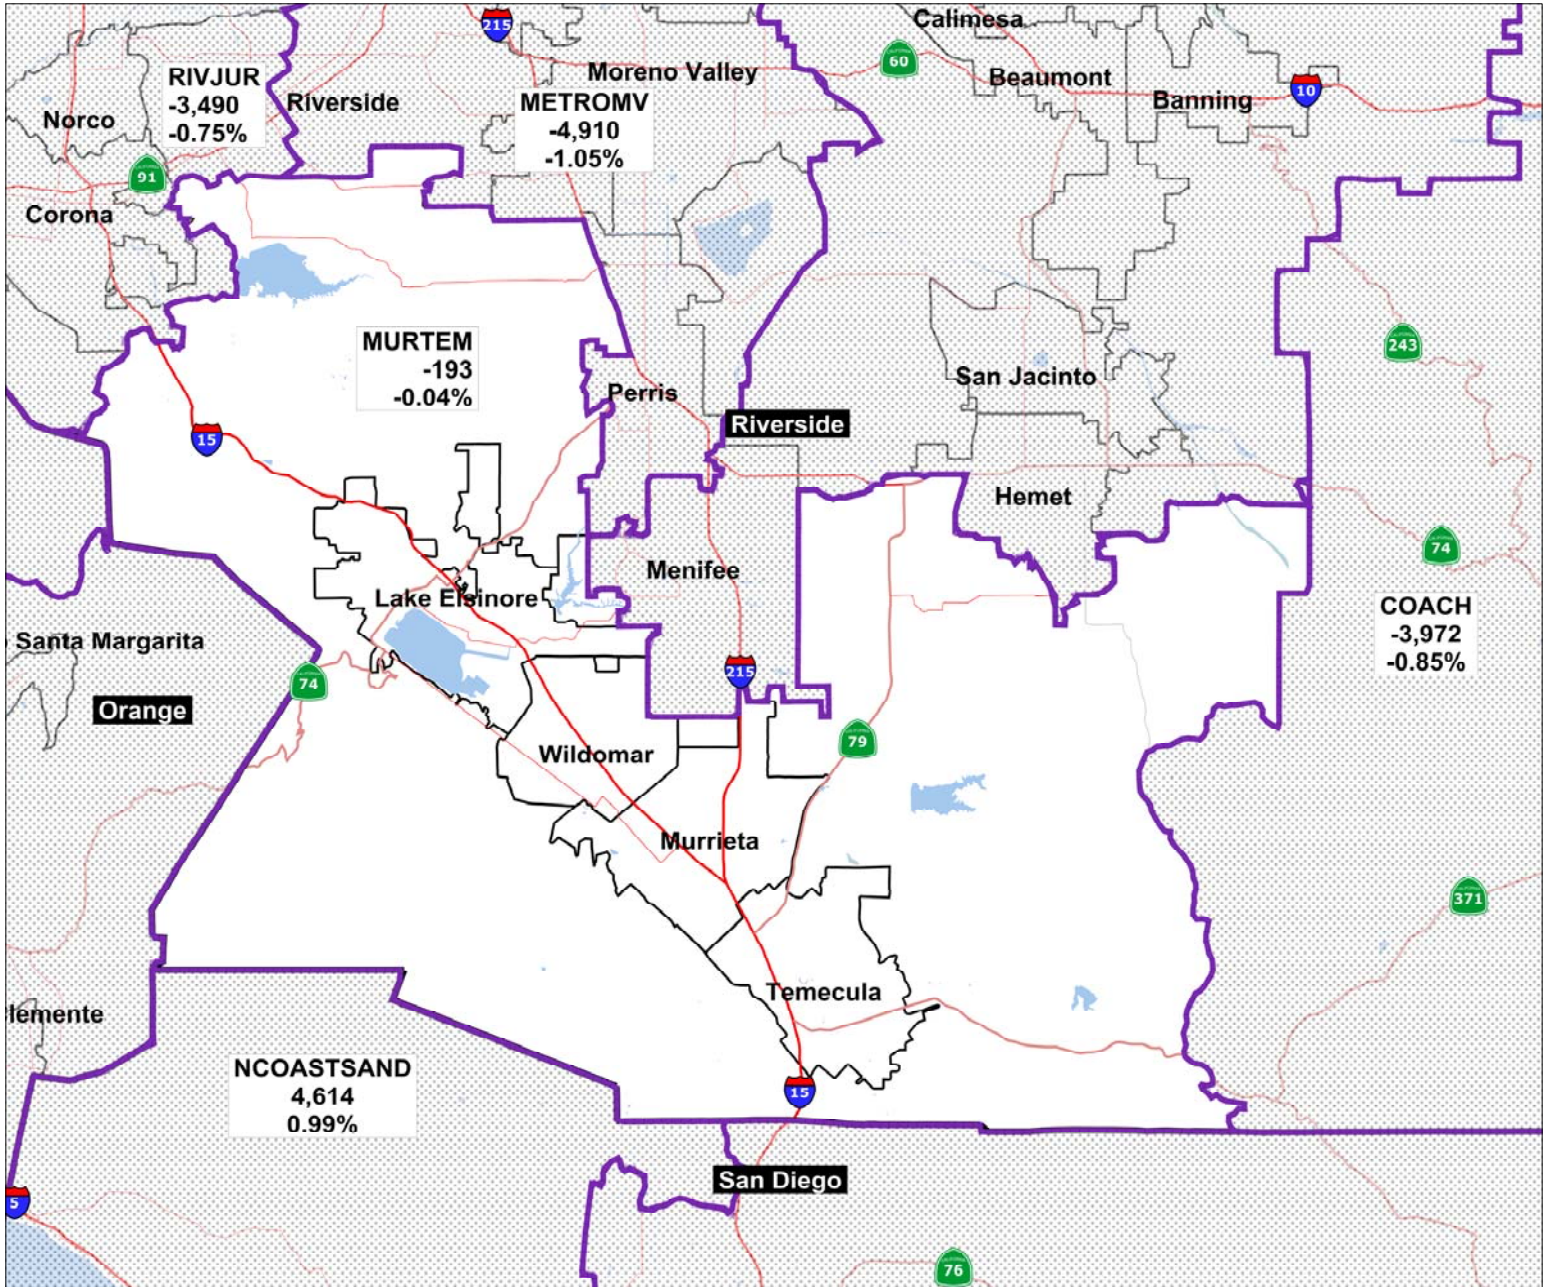 Calimesa
215
60
RIVJUR
-3,490
-0.75%
Moreno Valley
Beaumont
10
Riverside
METROMV
-4,910
-1.05%
Banning
Norco
91
Corona
243
MURTEM
-193
-0.04%
San Jacinto
Perris
Riverside
15
Hemet
74
Menifee
Lake Elsinore
COACH
-3,972
-0.85%
Santa Margarita
74
215
Orange
79
Wildomar
Murrieta
371
Temecula
lemente
NCOASTSAND
4,614
0.99%
15
San Diego
5
76